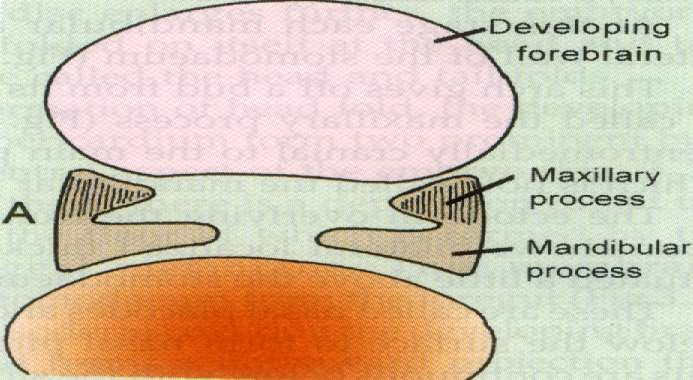 Developing
forebrain
Maxillary
process
A
Mandibular
process